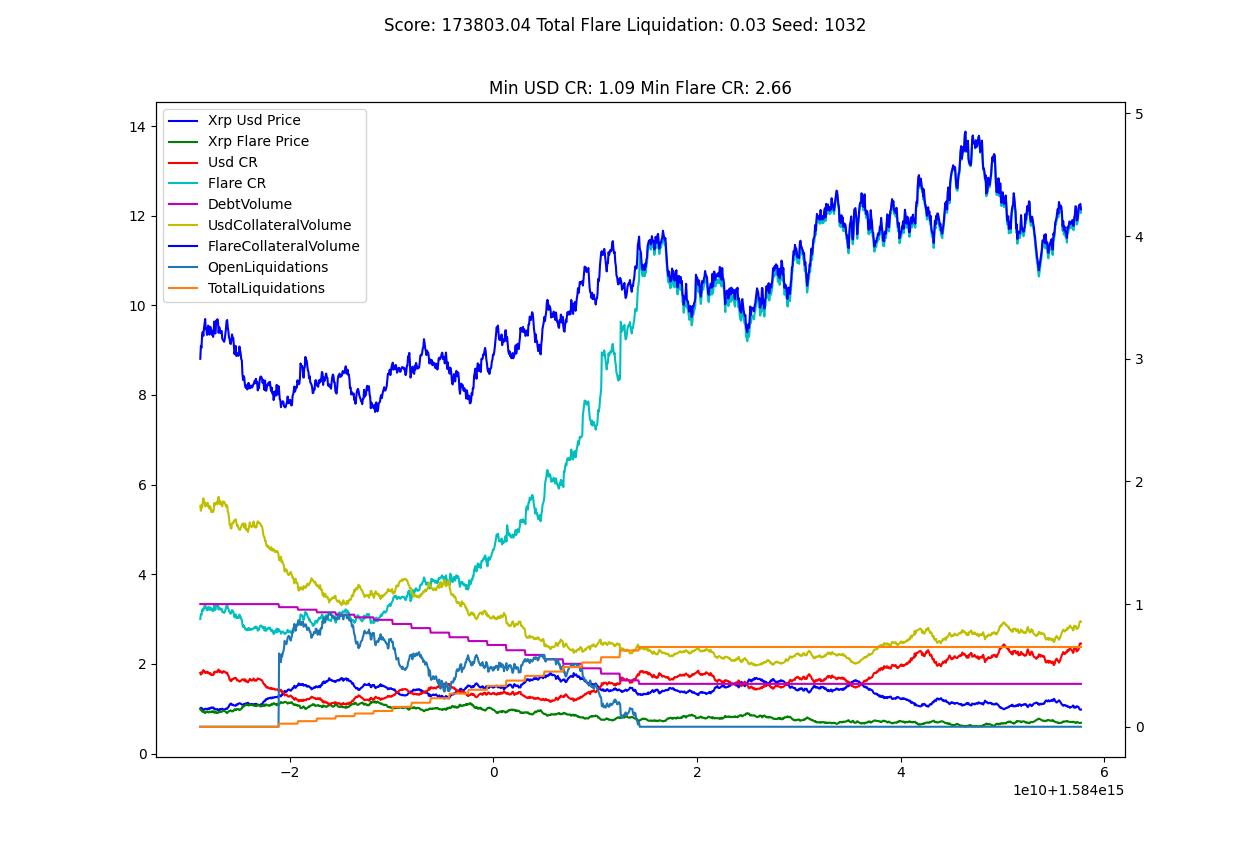 Score: 173803.04 Total Flare Liquidation: 0.03 Seed: 1032
Min USD CR: 1.09 Min Flare CR: 2.66
Xrp Usd Price
Xrp Flare Price
Usd CR
Flare CR
DebtVolume
UsdCollateralVolume
FlareCollateralVolume
OpenLiquidations
TotalLiquidations
14
12
10
8
6
4
2
0
5
4
3
2
1
0
−2 0 2 4 6
1e10+1.584e15